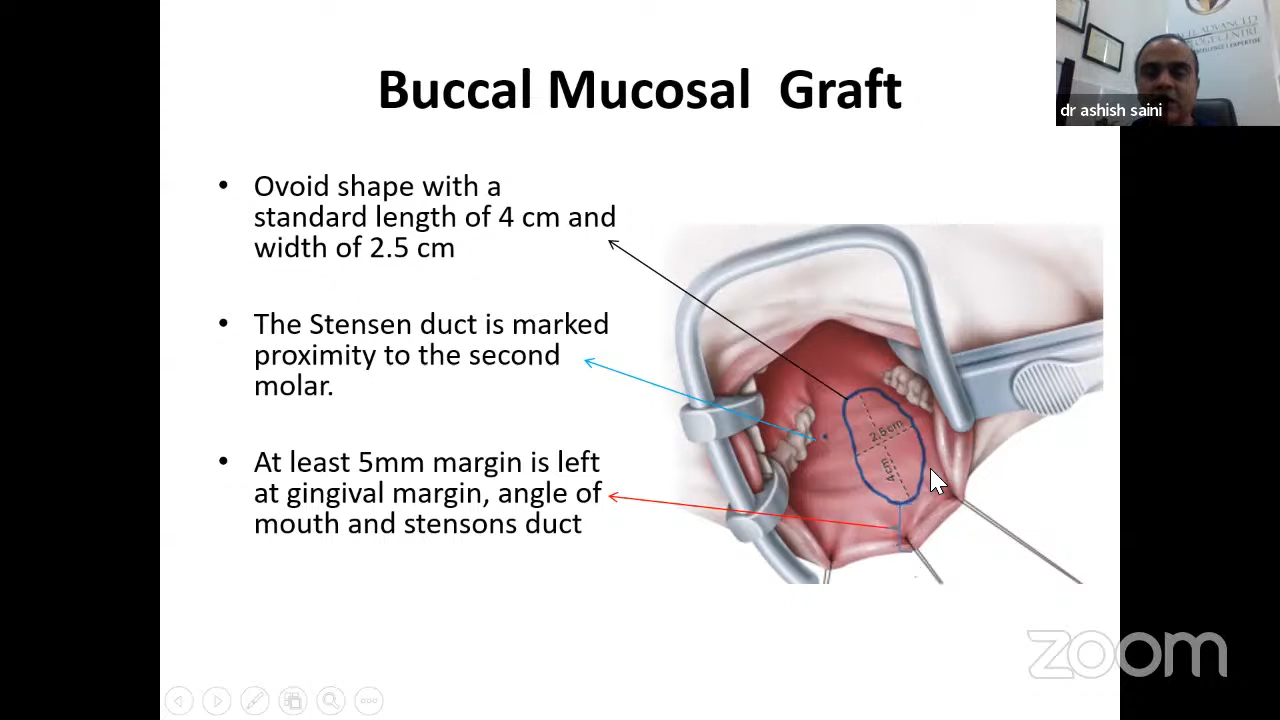 Buccal Mucosal Graft
ADVANCED
EXPERTISE
dr ashish saini
• Ovoid shape with a
standard length of 4 cm and
width of 2.5 cm
• The Stensen duct is marked
proximity to the second
molar.
• At least 5mm margin is left
at gingival margin, angle of
mouth and stensons duct
2.5cm
4cm
zoom